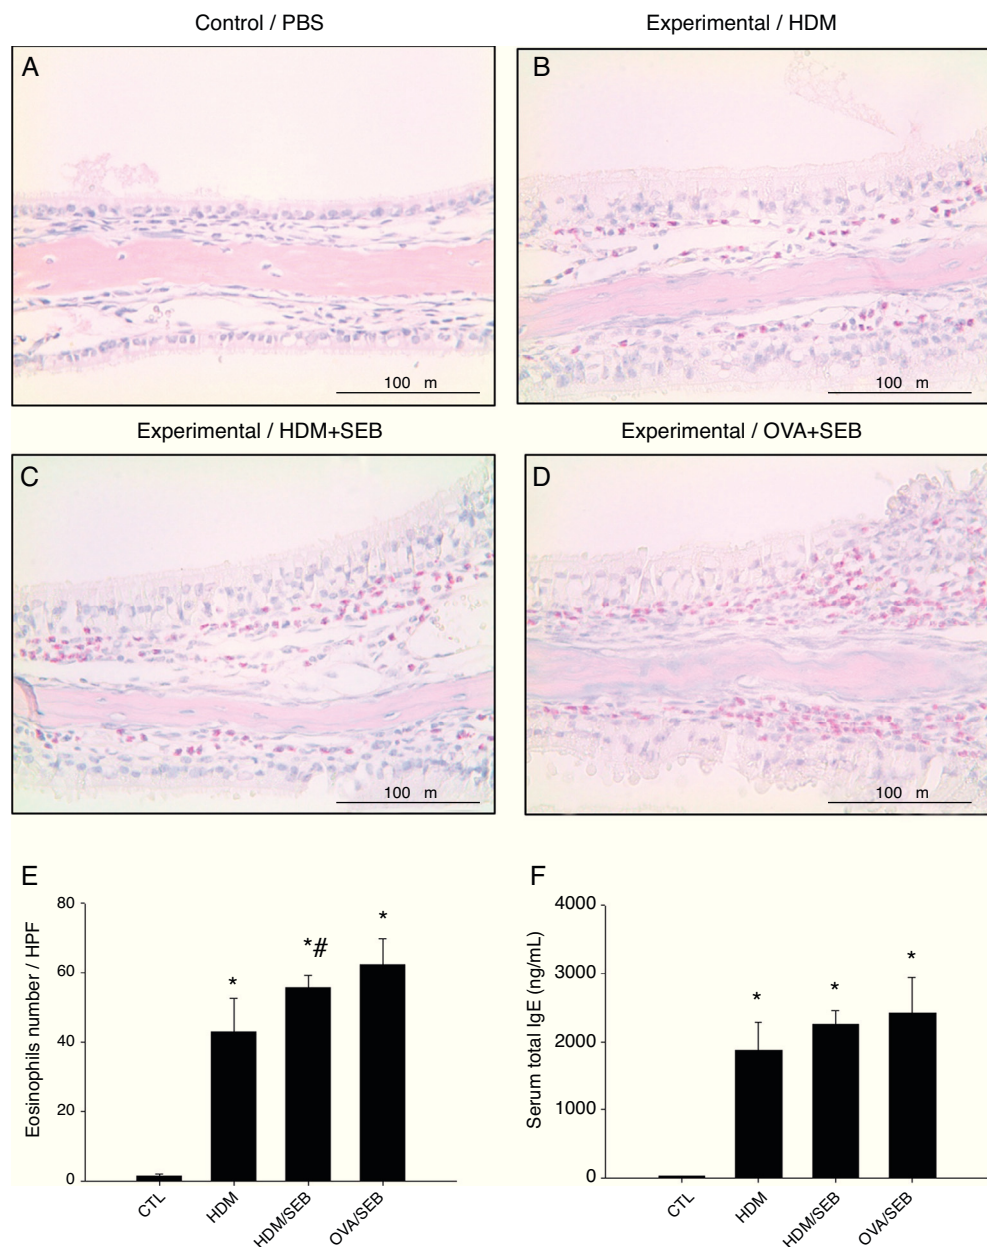 Control / PBS
Experimental / HDM
A
B
100 m
100 m
Experimental / HDM+SEB
Experimental / OVA+SEB
C
D
100 m
100 m
E
F
Eosinophils number / HPF
80
60
40
20
0
*
*#
*
CTL
HDM
HDM/SEB
OVA/SEB
Serum total IgE (ng/mL)
4000
3000
2000
1000
0
*
*
*
CTL
HDM
HDM/SEB
OVA/SEB